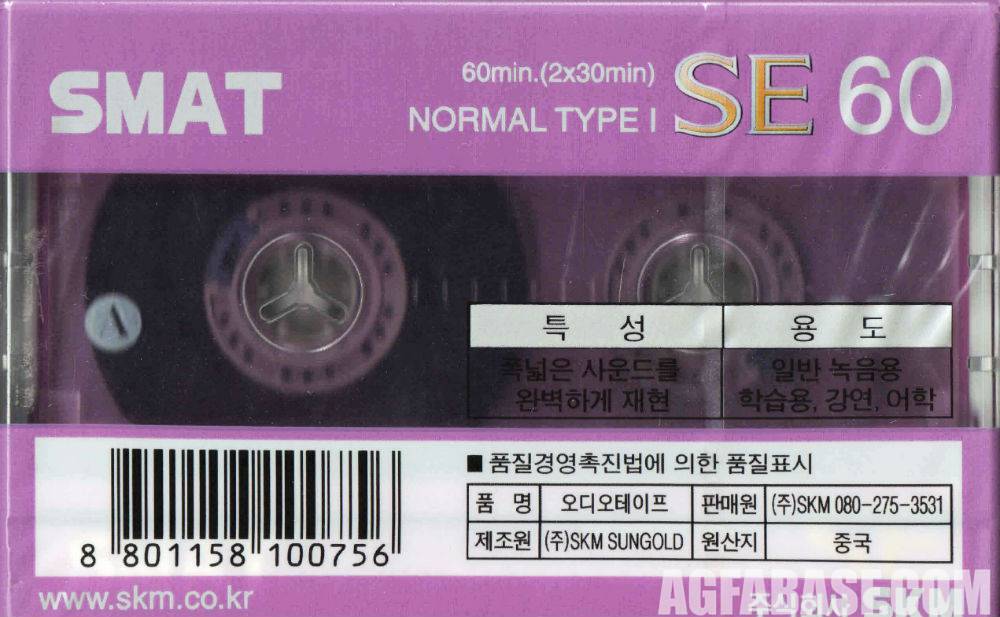 SMAT
60min.(2x30min)
NORMAL TYPE I
SE 60
A
특 성
용 도
폭넓은 사운드를
완벽하게 재현
일반 녹음용
학습용, 강연, 어학
■ 품질경영촉진법에 의한 품질표시
품 명 오디오테이프 판매원 (주)SKM 080-275-3531
제조원 (주)SKM SUNGOLD 원산지 중국
8 801158 100756
www.skm.co.kr
주식회사 SKM
AGFABASE.COM